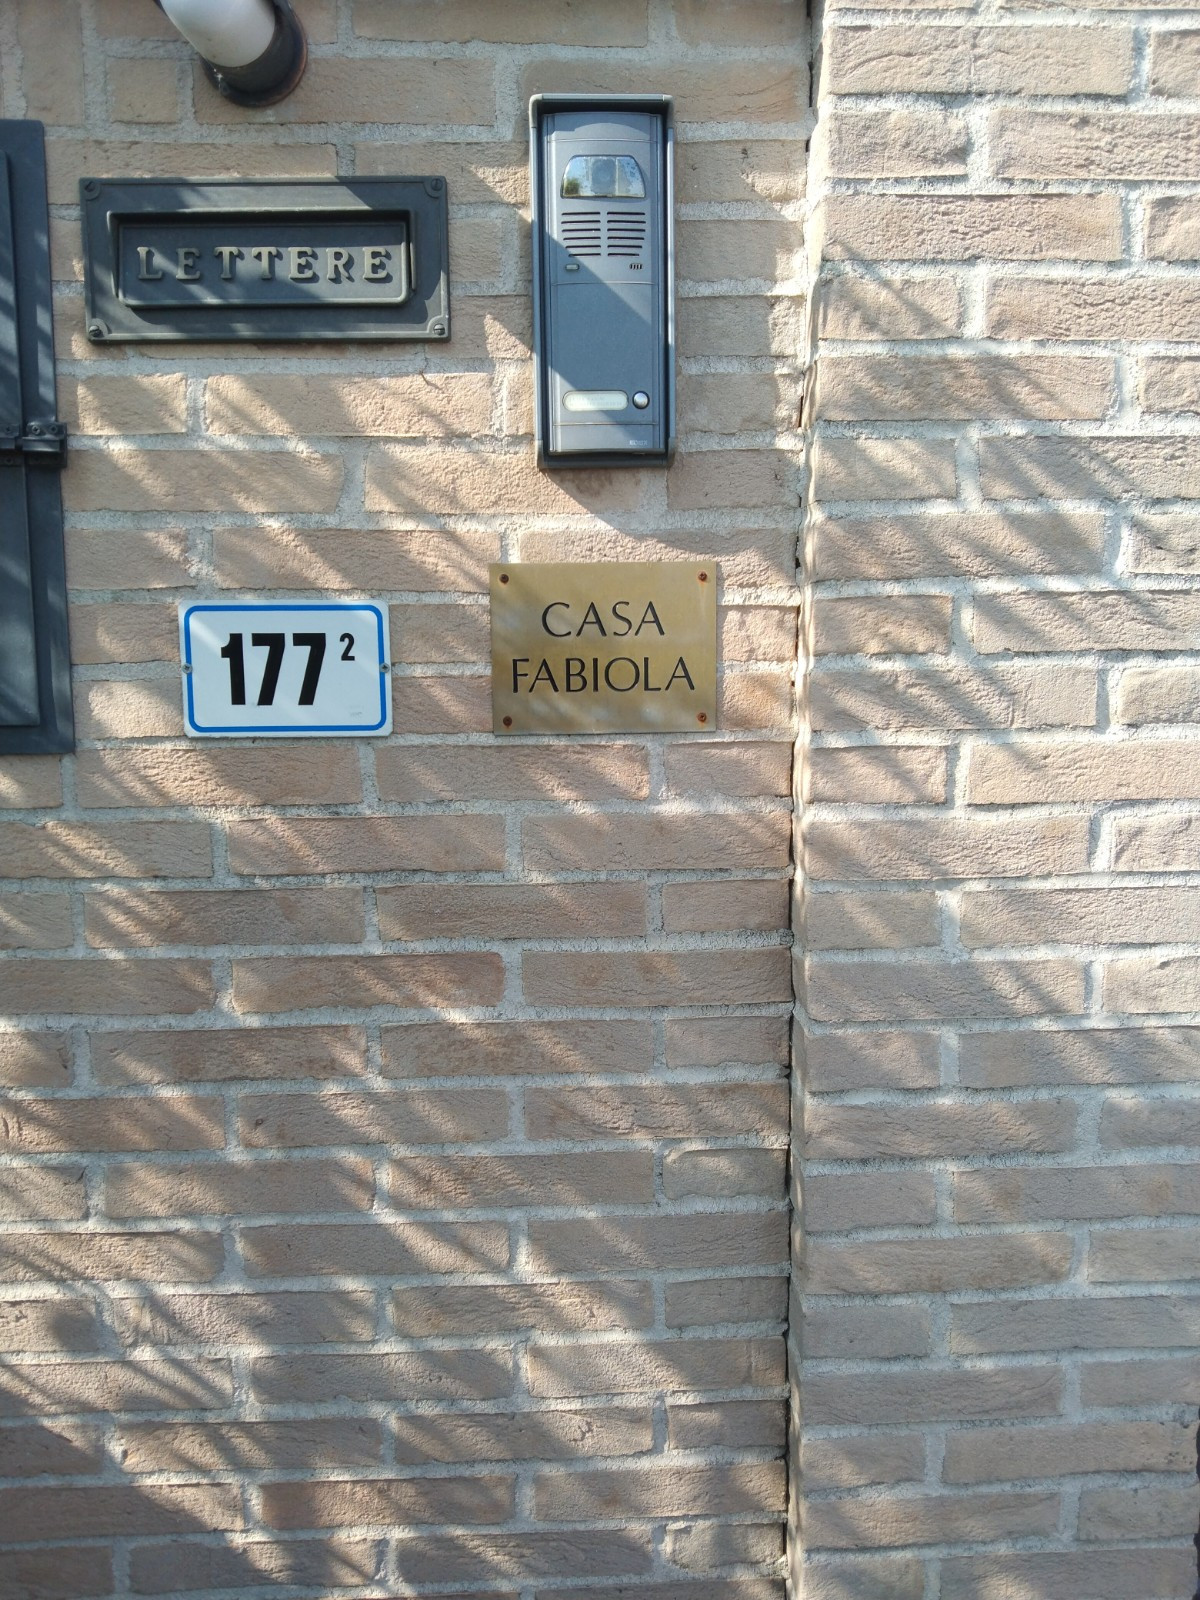 LETTERE
177 2
CASA
FABIOLA